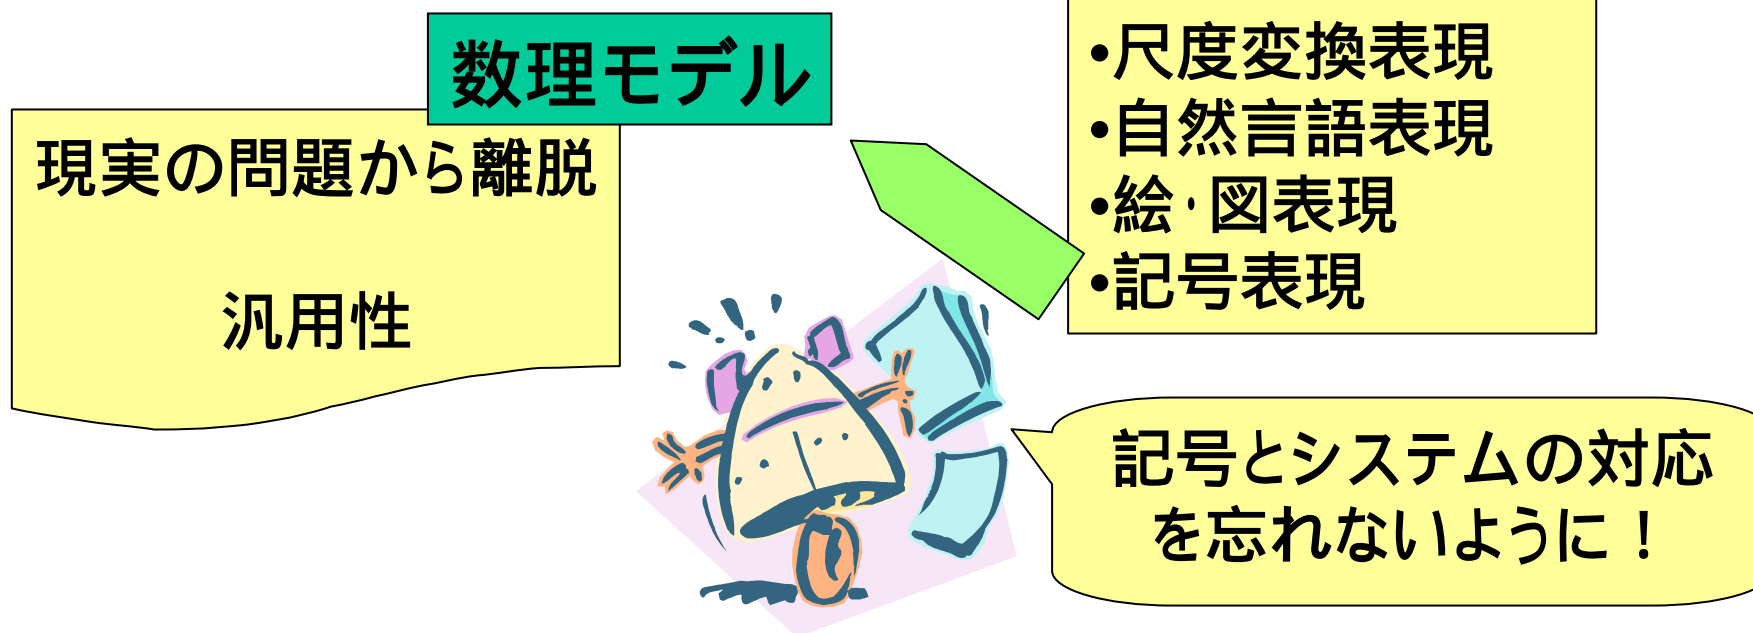 数理モデル
現実の問題から離脱
汎用性
•尺度変換表現
•自然言語表現
•絵・図表現
•記号表現
記号とシステムの対応
を忘れないように！